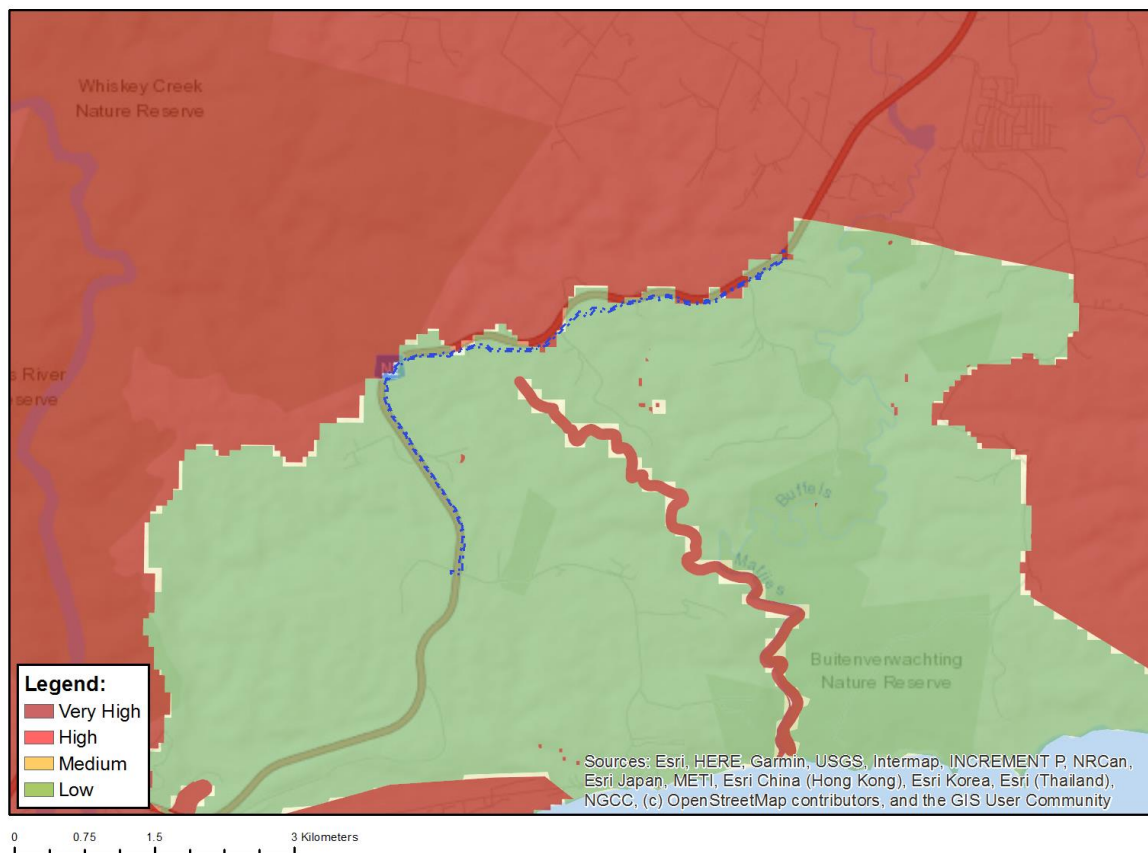 Whiskey Creek
Nature Reserve
s River
eserve
N
Buffels
Matjies
Buitenverwachting
Nature Reserve
Legend:
Very High
High
Medium
Low
Sources: Esri, HERE, Garmin, USGS, Intermap, INCREMENT P, NRCan,
Esri Japan, METI, Esri China (Hong Kong), Esri Korea, Esri (Thailand),
NGCC, (c) OpenStreetMap contributors, and the GIS User Community
0 0.75 1.5 3 Kilometers